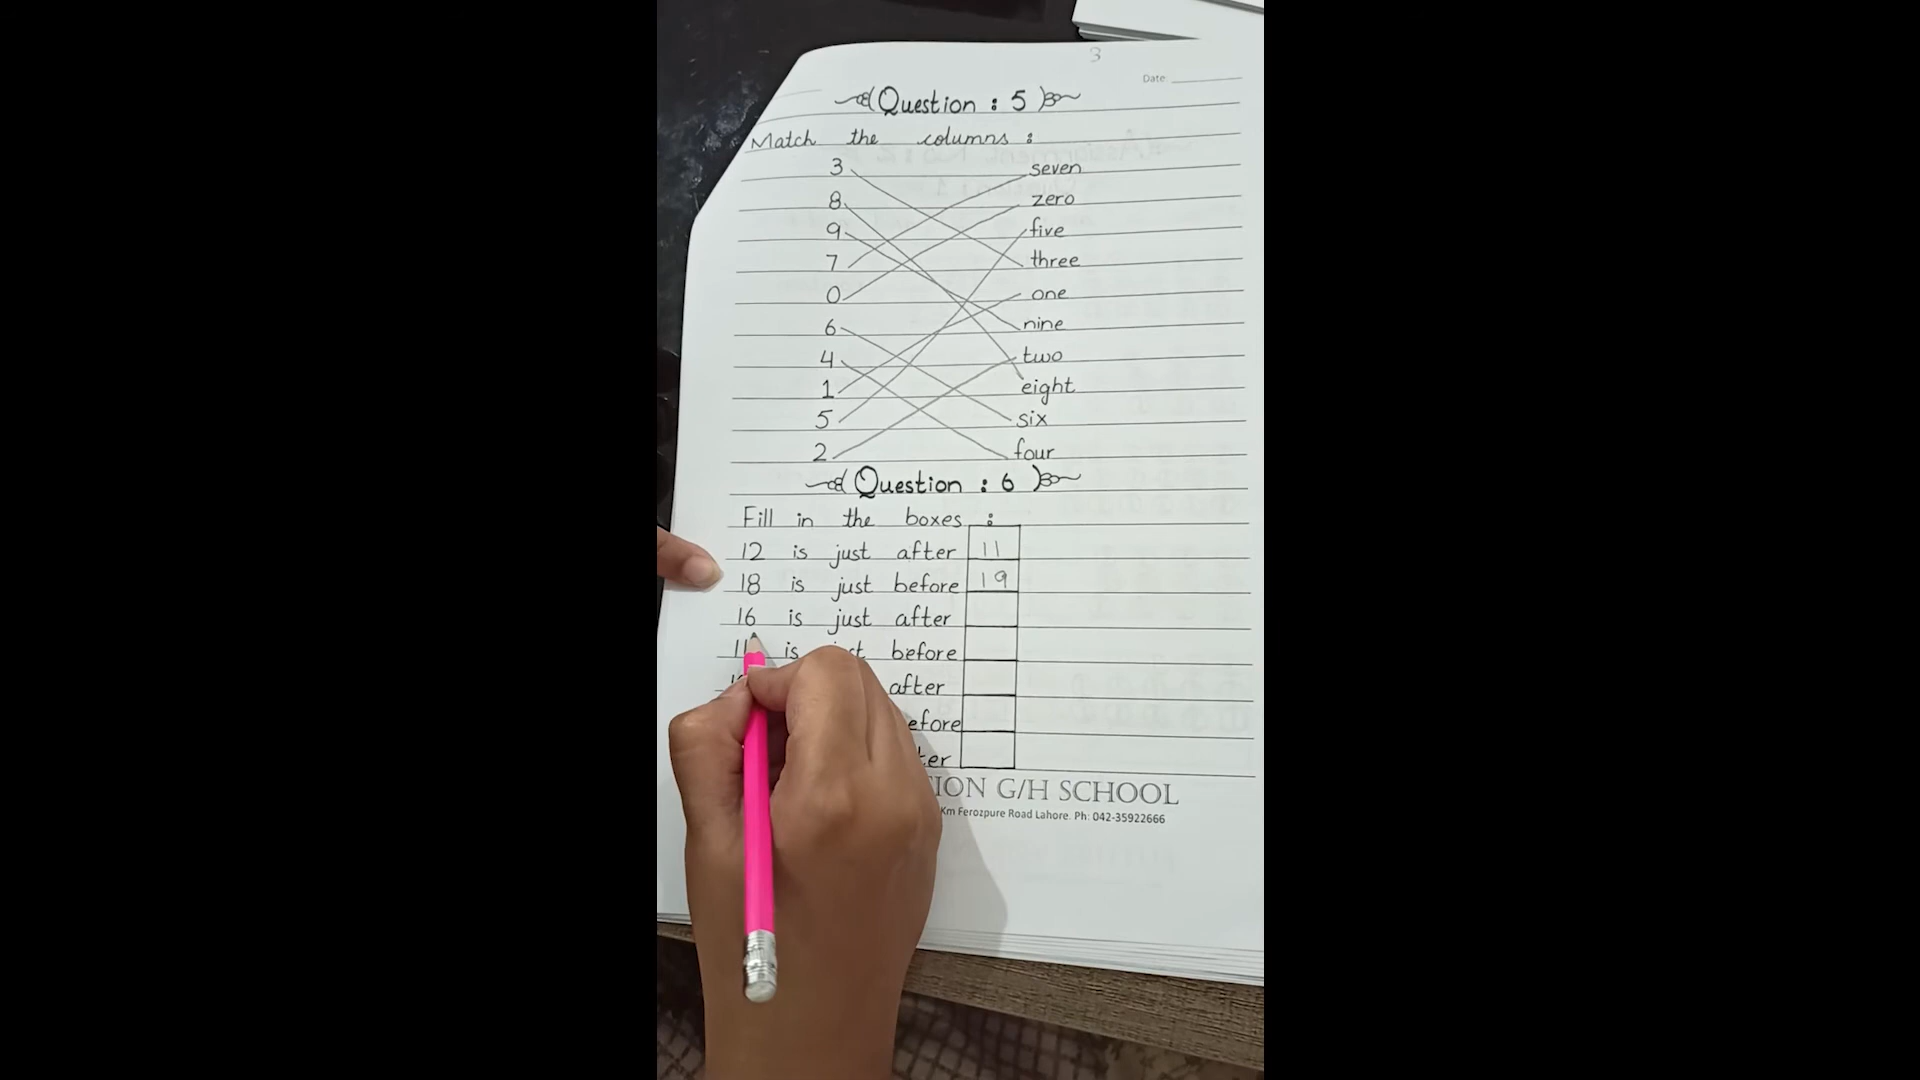 3
Date
Question : 5
Match the columns :
3 seven
8 zero
9 five
7 three
0 one
6 nine
4 two
1 eight
5 six
2 four
Question : 6
Fill in the boxes :
12 is just after 11
18 is just before 19
16 is just after
is before
after
ter
G/H SCHOOL
Km Ferozpure Road Lahore. Ph: 042-35922666